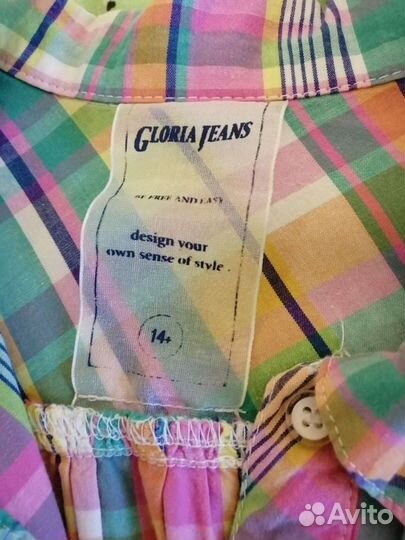 GLORIA JEANS
BE FREE AND EASY
design your
own sense of style.
14+
Avito